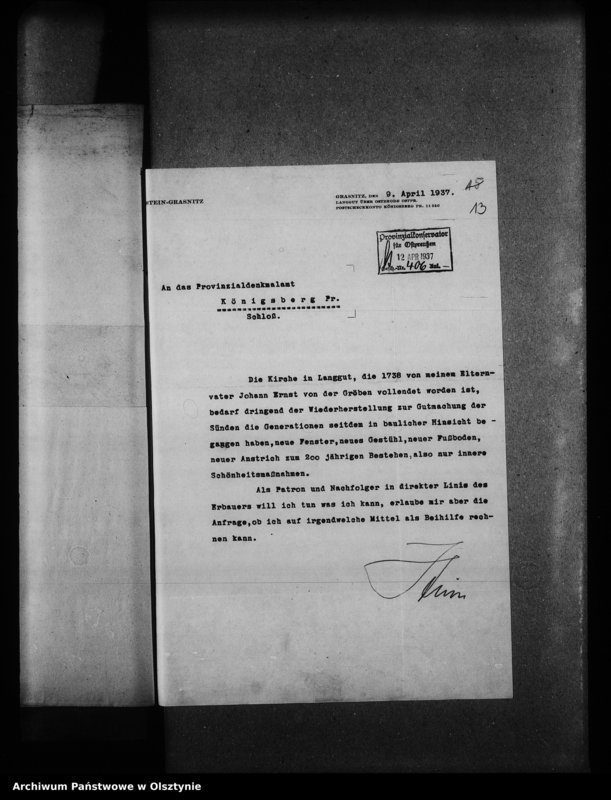 STEIN-GRASNITZ
GRASNITZ, DEN 9. April 1937.
LANGGUT ÜBER OSTERODE OSTPR.
POSTSCHECKKONTO KÖNIGSBERG PR.
48
13
Provinzialkonservator
für Ostpreußen
12 APR 1937
406
An das Provinzialdenkmalamt
Königsberg Pr.
Schloß.
Die Kirche in Langgut, die 1738 von meinem Eltern-
vater Johann Ernst von der Gröben vollendet worden ist,
bedarf dringend der Wiederherstellung zur Gutmachung der
Sünden die Generationen seitdem in baulicher Hinsicht be -
gangen haben,neue Fenster,neues Gestühl,neuer Fußboden,
neuer Anstrich zum 200 jährigen Bestehen,also nur innere
Schönheitsmaßnahmen.
Als Patron und Nachfolger in direkter Linie des
Erbauers will ich tun was ich kann, erlaube mir aber die
Anfrage,ob ich auf irgendwelche Mittel als Beihilfe rech-
nen kann.
Archiwum Państwowe w Olsztynie